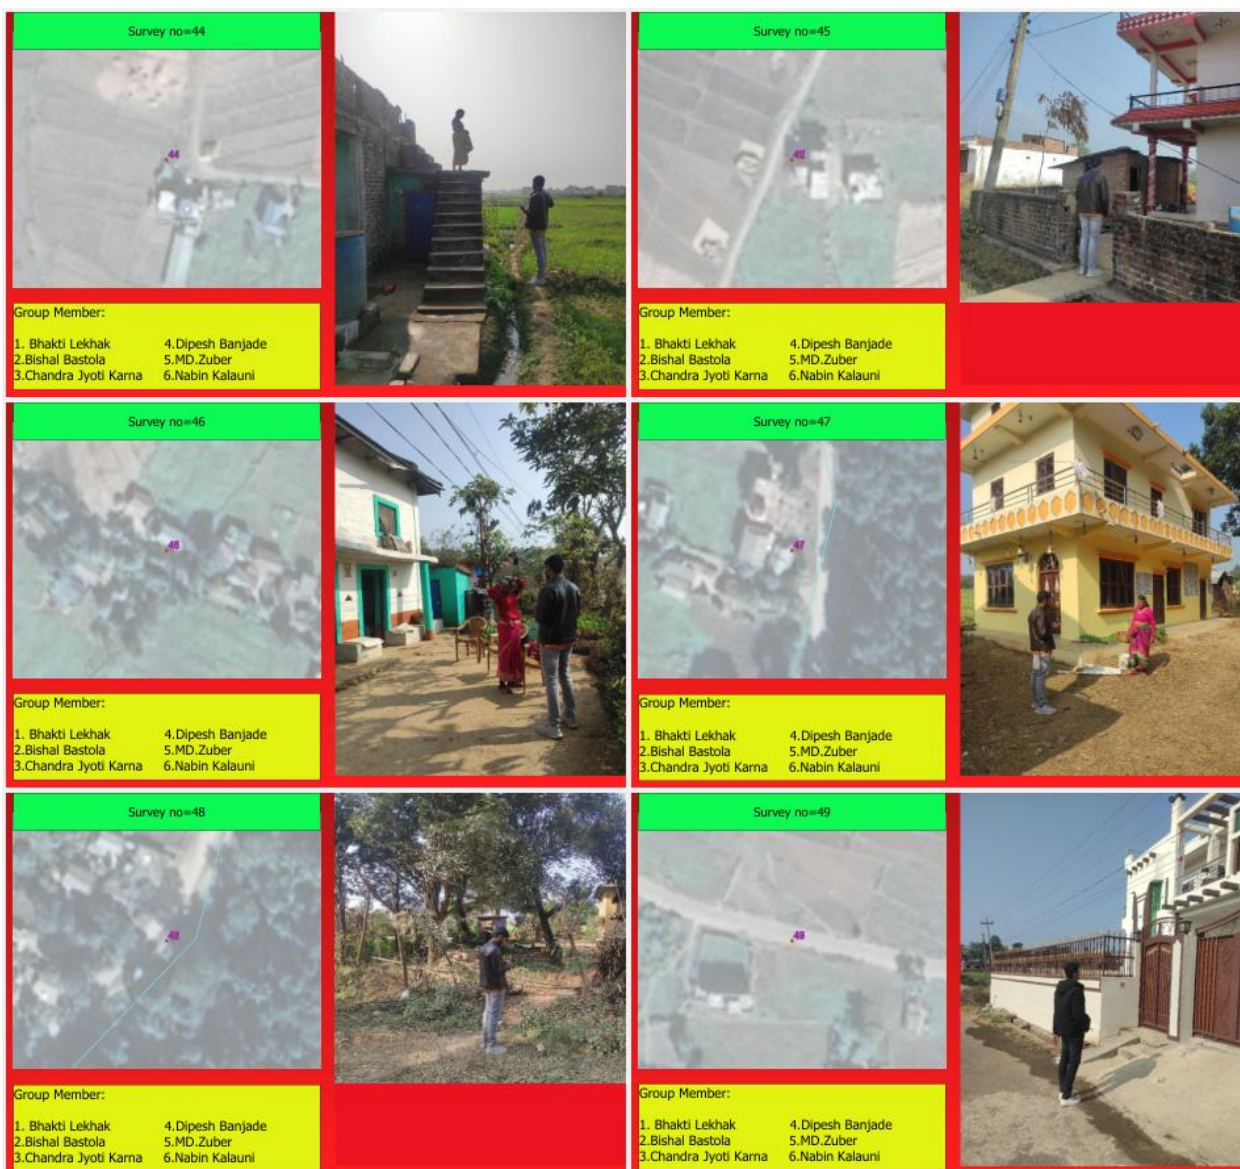 Survey no=44
44
Group Member:
1. Bhakti Lekhak 4.Dipesh Banjade
2.Bishal Bastola 5.MD.Zuber
3.Chandra Jyoti Karna 6.Nabin Kalauni
Survey no=45
45
Group Member:
1. Bhakti Lekhak 4.Dipesh Banjade
2.Bishal Bastola 5.MD.Zuber
3.Chandra Jyoti Karna 6.Nabin Kalauni
Survey no=46
46
Group Member:
1. Bhakti Lekhak 4.Dipesh Banjade
2.Bishal Bastola 5.MD.Zuber
3.Chandra Jyoti Karna 6.Nabin Kalauni
Survey no=47
47
Group Member:
1. Bhakti Lekhak 4.Dipesh Banjade
2.Bishal Bastola 5.MD.Zuber
3.Chandra Jyoti Karna 6.Nabin Kalauni
Survey no=48
48
Group Member:
1. Bhakti Lekhak 4.Dipesh Banjade
2.Bishal Bastola 5.MD.Zuber
3.Chandra Jyoti Karna 6.Nabin Kalauni
Survey no=49
49
Group Member:
1. Bhakti Lekhak 4.Dipesh Banjade
2.Bishal Bastola 5.MD.Zuber
3.Chandra Jyoti Karna 6.Nabin Kalauni